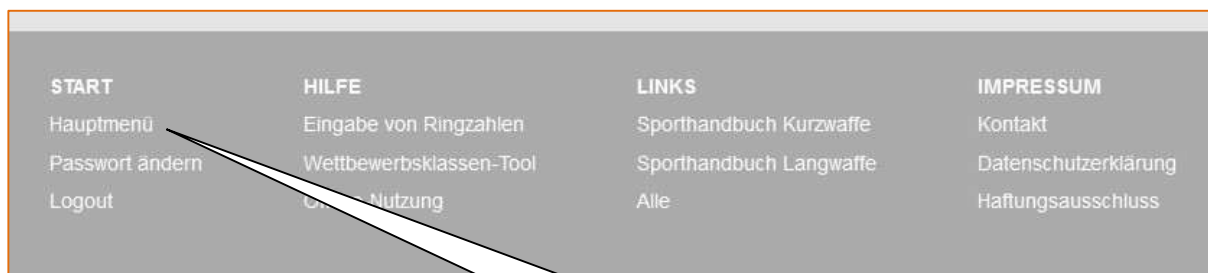 START
Hauptmenü
Passwort ändern
Logout
HILFE
Eingabe von Ringzahlen
Wettbewerbsklassen-Tool
Nutzung
LINKS
Sporthandbuch Kurzwaffe
Sporthandbuch Langwaffe
Alle
IMPRESSUM
Kontakt
Datenschutzerklärung
Haftungsausschluss